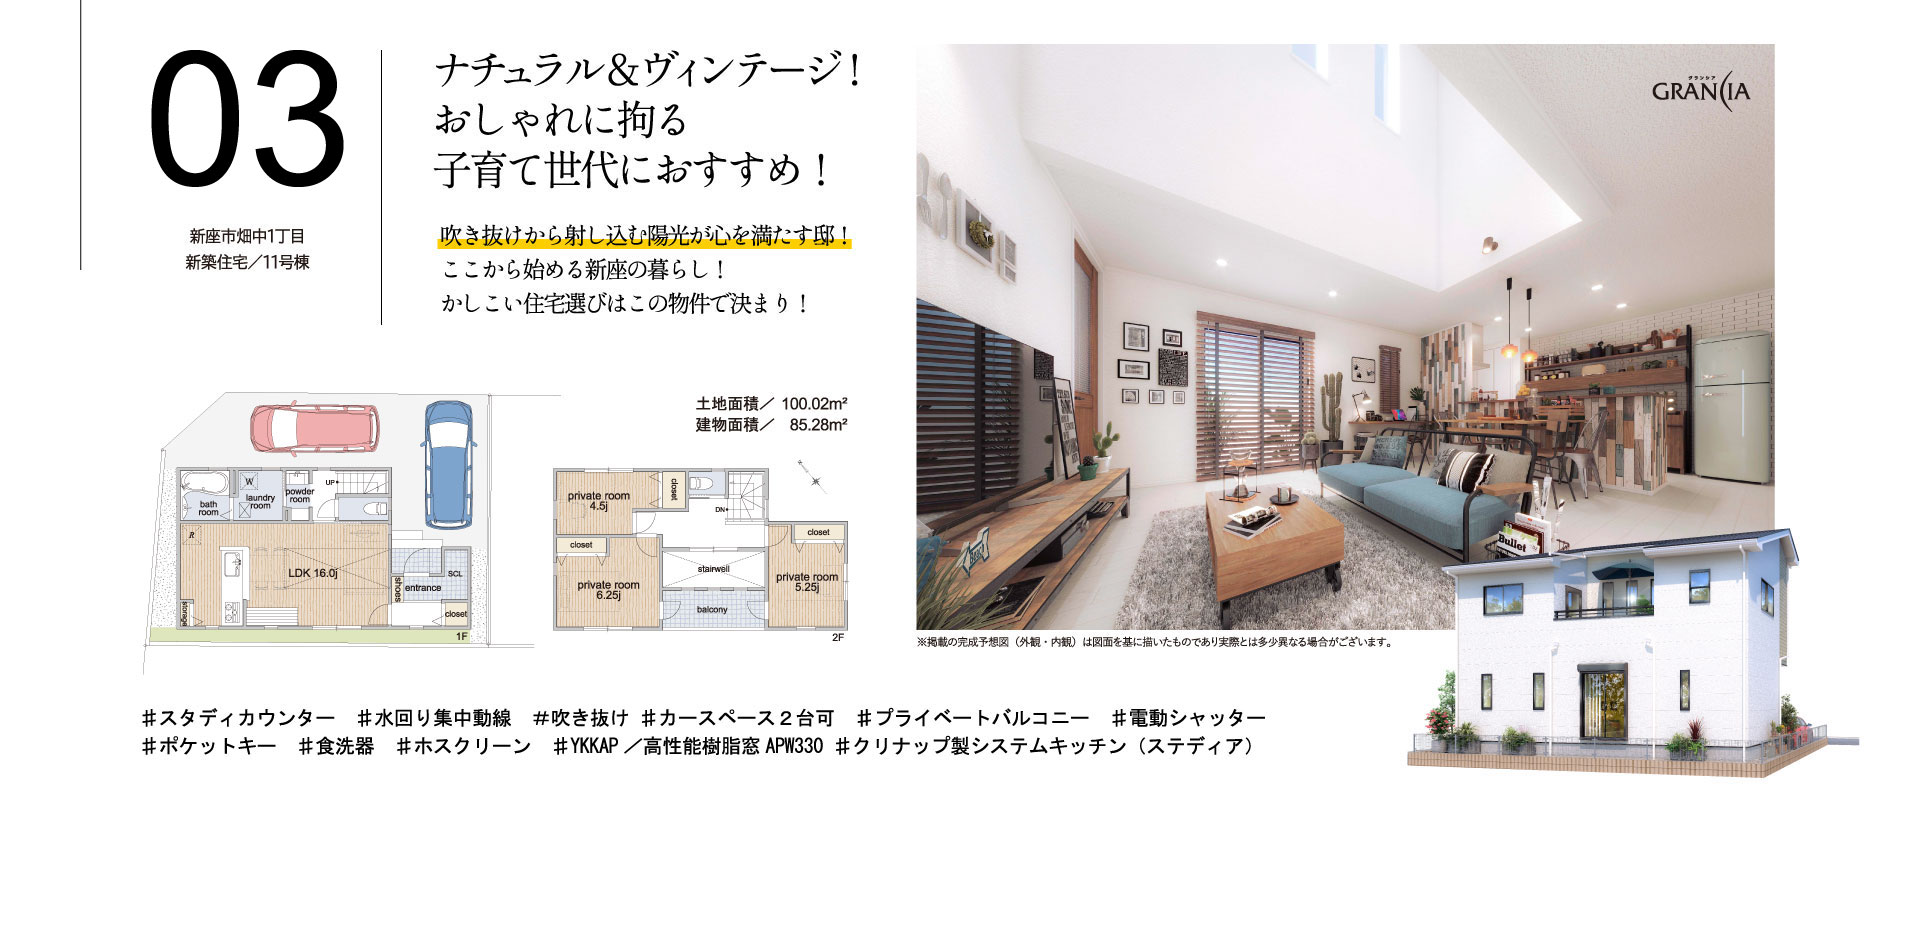 03
新座市畑中1丁目
新築住宅／11号棟
ナチュラル＆ヴィンテージ！
おしゃれに拘る
子育て世代におすすめ！
吹き抜けから射し込む陽光が心を満たす邸！
ここから始める新座の暮らし！
かしこい住宅選びはこの物件で決まり！
グランシア
GRANCIA
土地面積／ 100.02m²
建物面積／ 85.28m²
bath room
W
laundry room
powder room
UP
R
LDK 16.0j
storage
shoes
SCL
entrance
closet
1F
private room
4.5j
closet
DN
closet
private room
6.25j
stairwell
balcony
closet
private room
5.25j
2F
Bullet
※掲載の完成予想図（外観・内観）は図面を基に描いたものであり実際とは多少異なる場合がございます。
＃スタディカウンター ＃水回り集中動線 ＃吹き抜け ＃カースペース２台可 ＃プライベートバルコニー ＃電動シャッター
＃ポケットキー ＃食洗器 ＃ホスクリーン ＃YKKAP／高性能樹脂窓 APW330 ＃クリナップ製システムキッチン（ステディア）